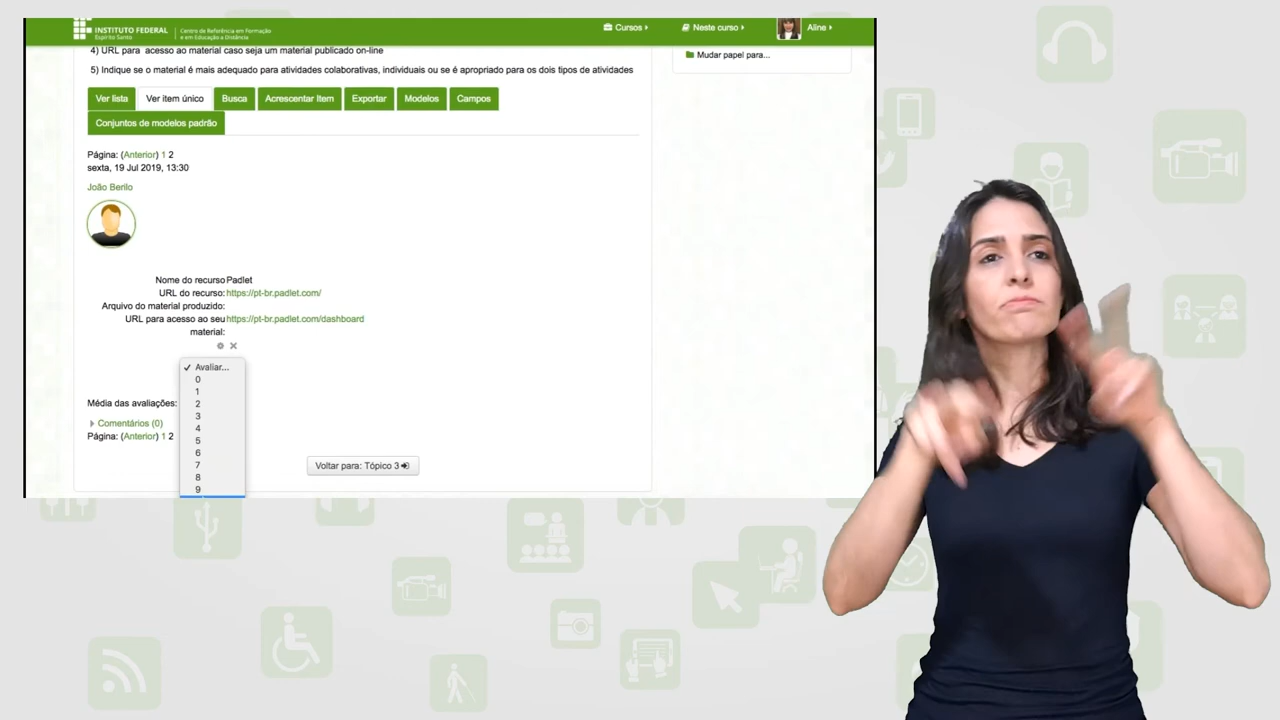 INSTITUTO FEDERAL
Espírito Santo
Centro de Referência em Formação
e em Educação a Distância
Cursos
Neste curso
Aline
4) URL para acesso ao material caso seja um material publicado on-line
5) Indique se o material é mais adequado para atividades colaborativas, individuais ou se é apropriado para os dois tipos de atividades
Mudar papel para...
Ver lista
Ver item único
Busca
Acrescentar Item
Exportar
Modelos
Campos
Conjuntos de modelos padrão
Página: (Anterior) 1 2
sexta, 19 Jul 2019, 13:30
João Berilo
Nome do recurso Padlet
URL do recurso: https://pt-br.padlet.com/
Arquivo do material produzido:
URL para acesso ao seu https://pt-br.padlet.com/dashboard
material:
Avaliar...
0
1
2
3
4
5
6
7
8
9
Média das avaliações:
Comentários (0)
Página: (Anterior) 1 2
Voltar para: Tópico 3